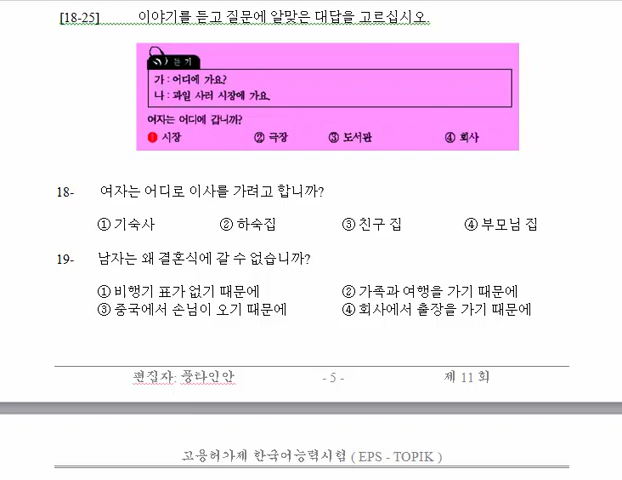 [18-25] 이야기를 듣고 질문에 알맞은 대답을 고르십시오.
듣 기
가 : 어디에 가요?
나 : 과일 사러 시장에 가요.
여자는 어디에 갑니까?
❶ 시장 ② 극장 ③ 도서관 ④ 회사
18- 여자는 어디로 이사를 가려고 합니까?
① 기숙사 ② 하숙집 ③ 친구 집 ④ 부모님 집
19- 남자는 왜 결혼식에 갈 수 없습니까?
① 비행기 표가 없기 때문에 ② 가족과 여행을 가기 때문에
③ 중국에서 손님이 오기 때문에 ④ 회사에서 출장을 가기 때문에
편집자: 풍타인안 - 5 - 제 11 회
고용허가제 한국어능력시험 ( EPS - TOPIK )